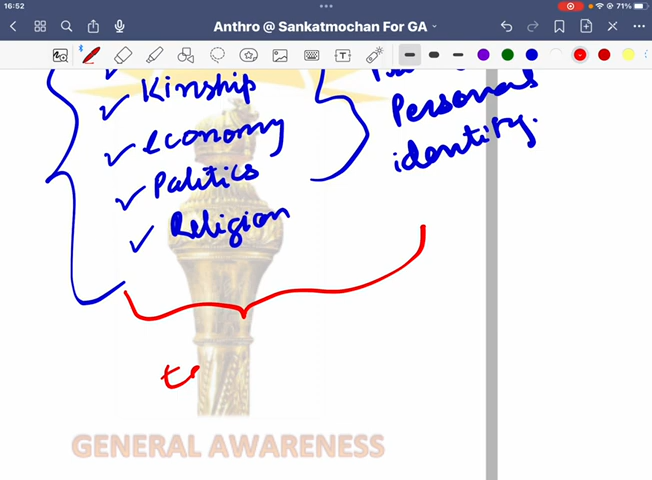 16:52
71%
Anthro @ Sankatmochan For GA
Kinship
economy
Politics
Religion
Personal
identity.
GENERAL AWARENESS